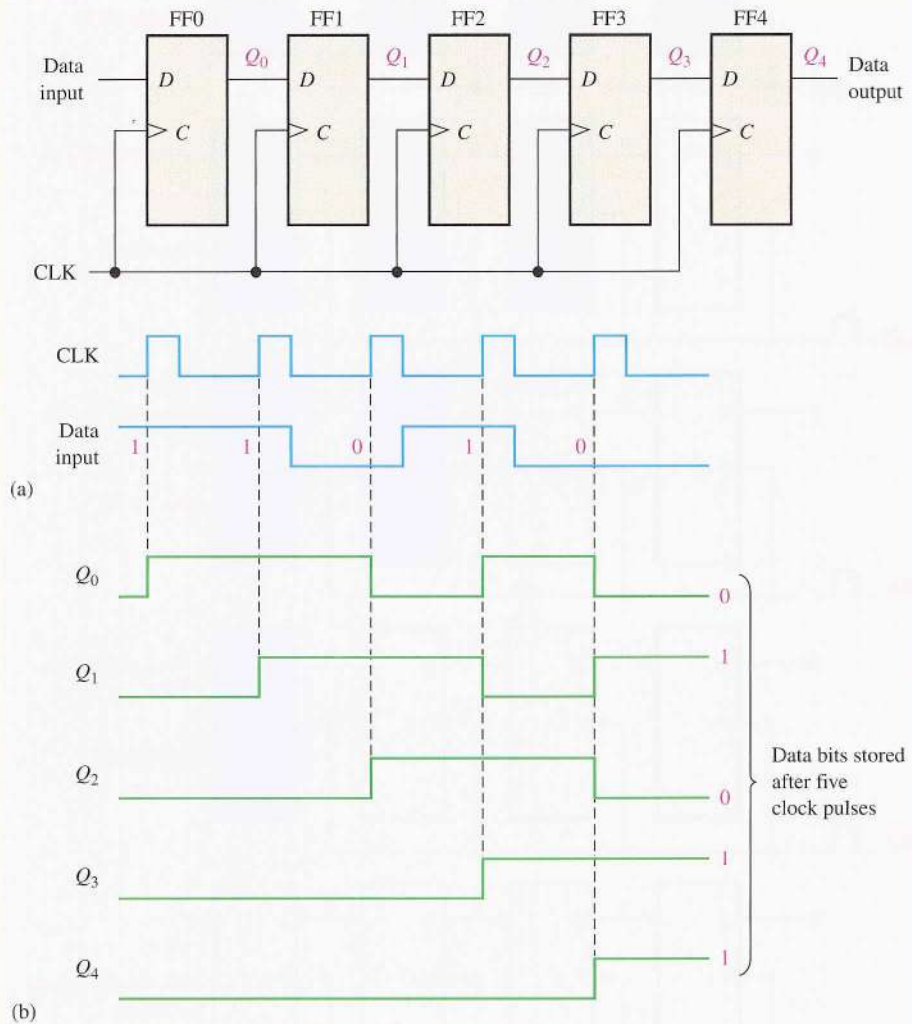 FF0 FF1 FF2 FF3 FF4
Data input
D Q0 D Q1 D Q2 D Q3 D Q4
Data output
C C C C C
CLK
CLK
Data input
1 1 0 1 0
(a)
Q0 0
Q1 1
Q2 0
Q3 1
Q4 1
Data bits stored
after five
clock pulses
(b)